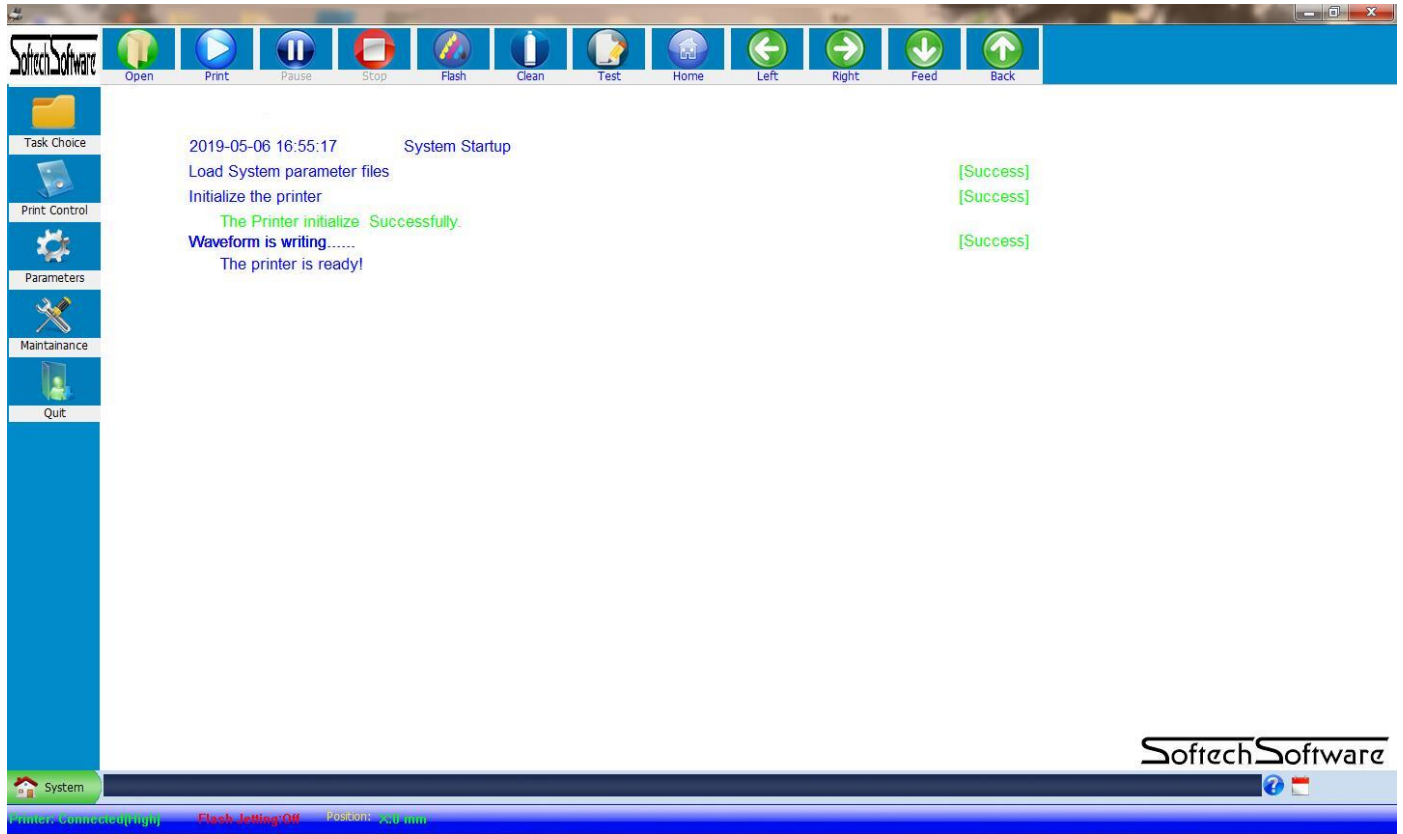 SoftechSoftware
Open Print Pause Stop Flash Clean Test Home Left Right Feed Back
Task Choice
Print Control
Parameters
Maintainance
Quit
2019-05-06 16:55:17 System Startup
Load System parameter files [Success]
Initialize the printer [Success]
The Printer initialize Successfully.
Waveform is writing...... [Success]
The printer is ready!
SoftechSoftware
System
Printer: Connected[High] Flash Jetting:Off Position: X:0 mm